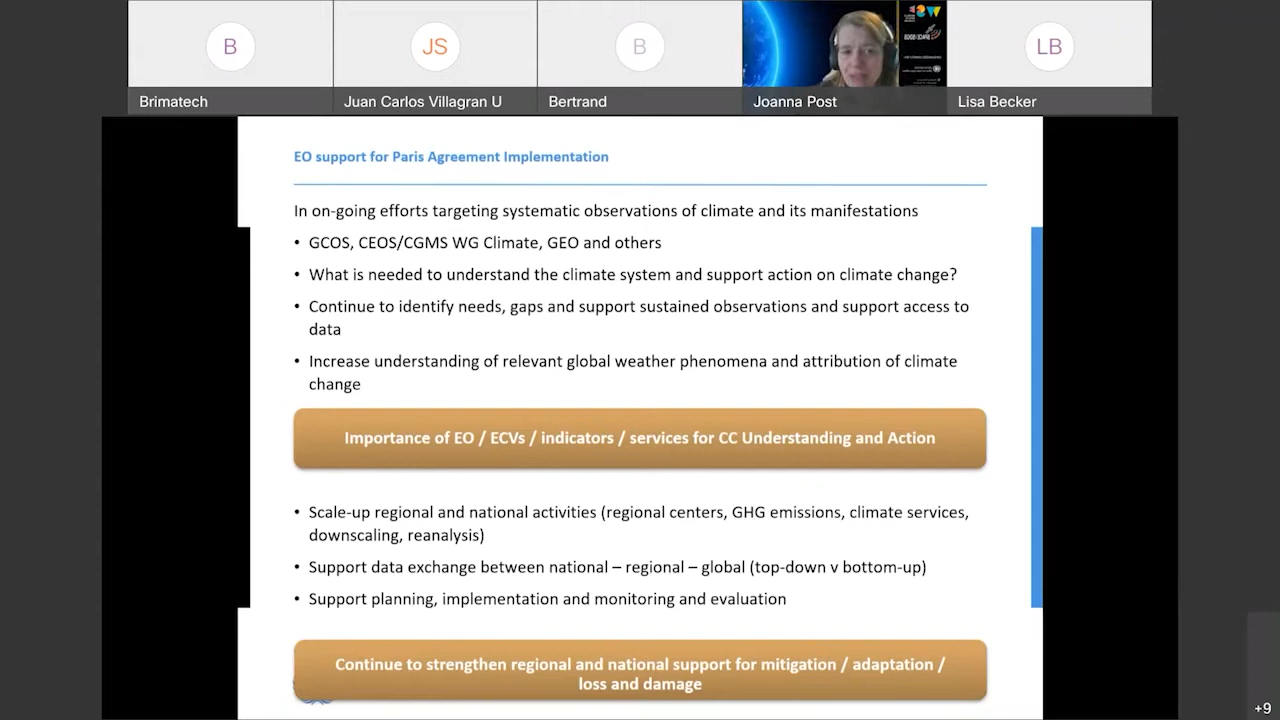 B
JS
B
LB
Brimatech
Juan Carlos Villagran U
Bertrand
Joanna Post
Lisa Becker
EO support for Paris Agreement Implementation
In on-going efforts targeting systematic observations of climate and its manifestations
• GCOS, CEOS/CGMS WG Climate, GEO and others
• What is needed to understand the climate system and support action on climate change?
• Continue to identify needs, gaps and support sustained observations and support access to
data
• Increase understanding of relevant global weather phenomena and attribution of climate
change
Importance of EO / ECVs / indicators / services for CC Understanding and Action
• Scale-up regional and national activities (regional centers, GHG emissions, climate services,
downscaling, reanalysis)
• Support data exchange between national – regional – global (top-down v bottom-up)
• Support planning, implementation and monitoring and evaluation
Continue to strengthen regional and national support for mitigation / adaptation /
loss and damage
+9